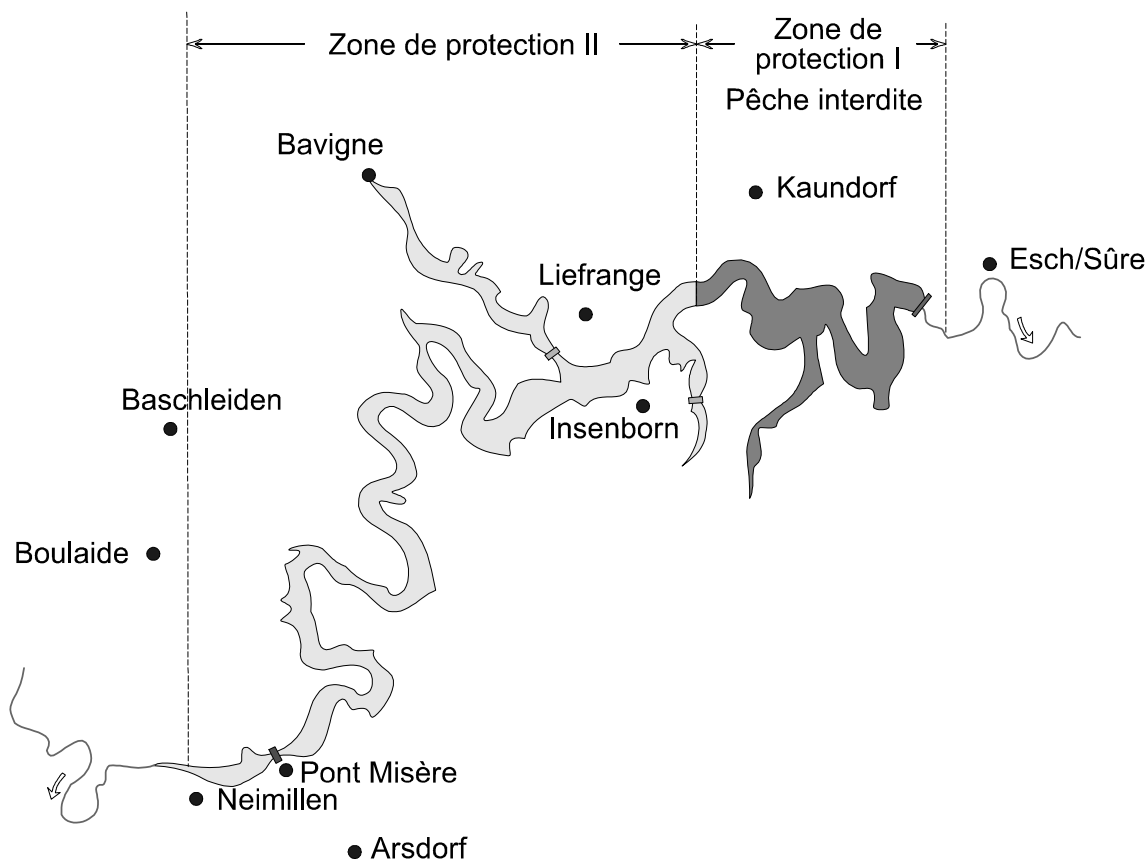 Zone de protection II
Zone de
protection I
Pêche interdite
Bavigne
Kaundorf
Esch/Sûre
Liefrange
Baschleiden
Insenborn
Boulaide
Pont Misère
Neimillen
Arsdorf